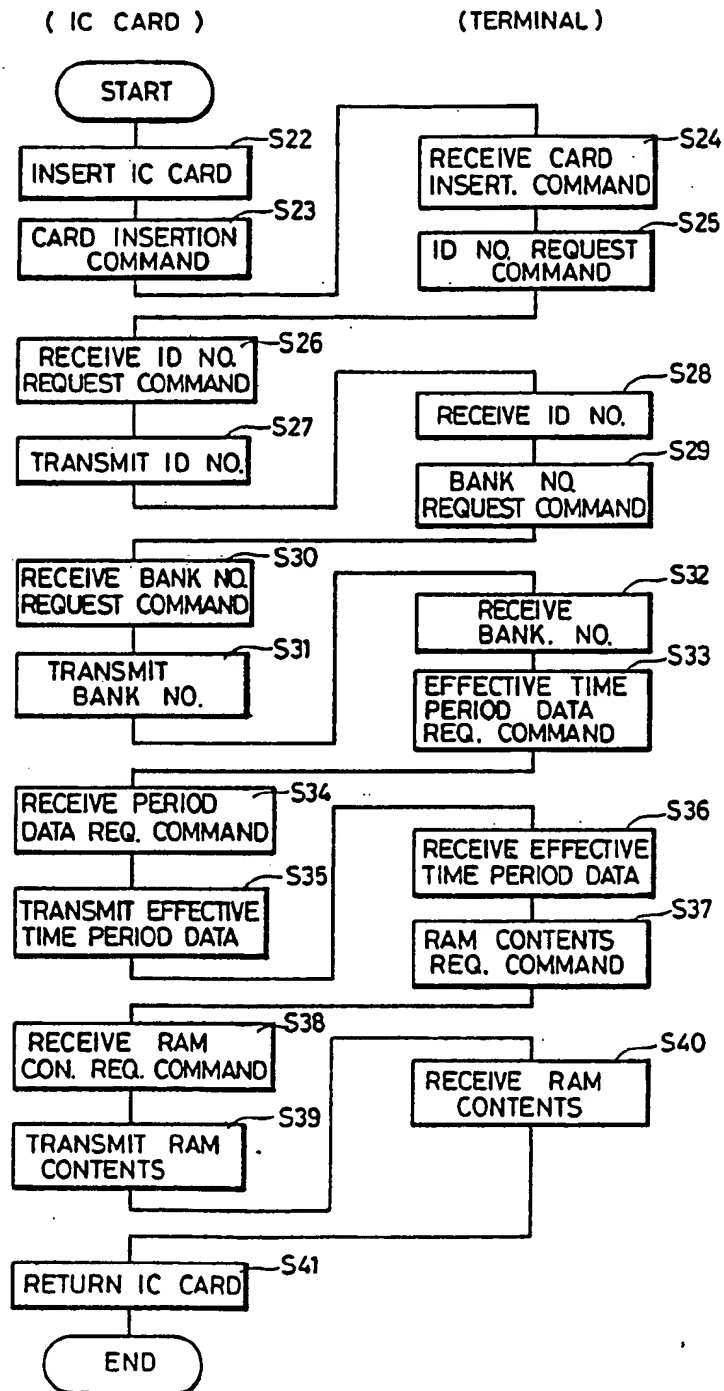 ( IC CARD )
(TERMINAL)
START
S22
INSERT IC CARD
S23
CARD INSERTION
COMMAND
S24
RECEIVE CARD
INSERT. COMMAND
S25
ID NO. REQUEST
COMMAND
S26
RECEIVE ID NO.
REQUEST COMMAND
S27
TRANSMIT ID NO.
S28
RECEIVE ID NO.
S29
BANK NO.
REQUEST COMMAND
S30
RECEIVE BANK NO.
REQUEST COMMAND
S31
TRANSMIT
BANK NO.
S32
RECEIVE
BANK. NO.
S33
EFFECTIVE TIME
PERIOD DATA
REQ. COMMAND
S34
RECEIVE PERIOD
DATA REQ. COMMAND
S35
TRANSMIT EFFECTIVE
TIME PERIOD DATA
S36
RECEIVE EFFECTIVE
TIME PERIOD DATA
S37
RAM CONTENTS
REQ. COMMAND
S38
RECEIVE RAM
CON. REQ. COMMAND
S39
TRANSMIT RAM
CONTENTS
S40
RECEIVE RAM
CONTENTS
S41
RETURN IC CARD
END